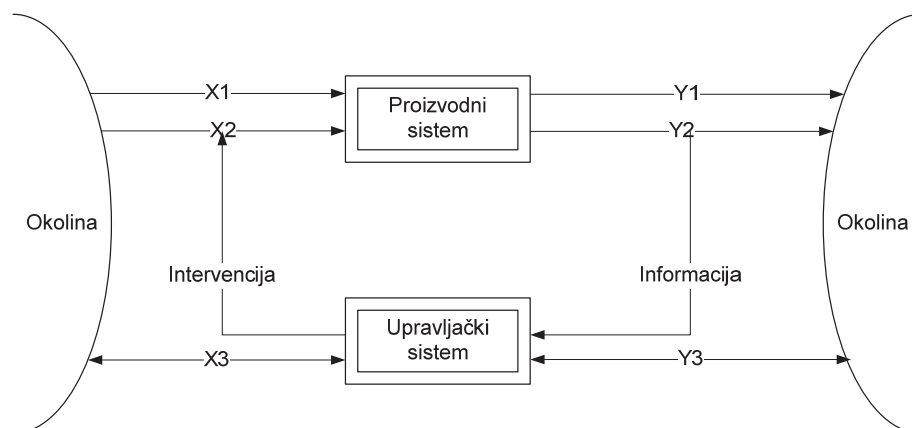 X1
Proizvodni
sistem
Y1
X2
Y2
Okolina
Okolina
Intervencija
Informacija
Upravljački
sistem
X3
Y3